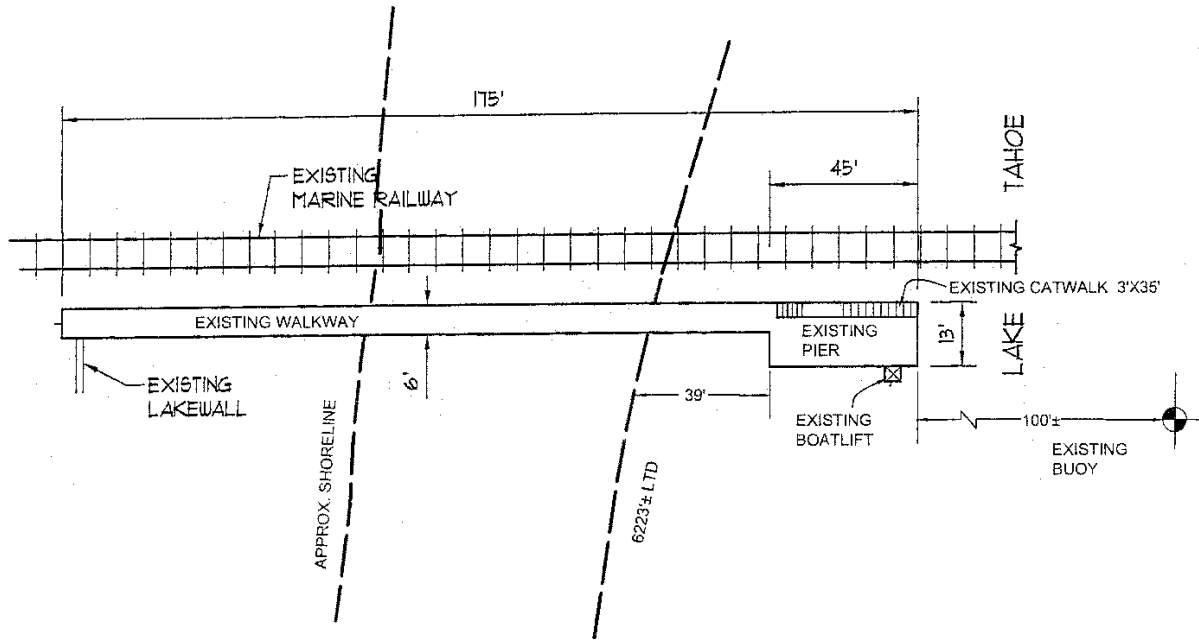 175'
45'
EXISTING
MARINE RAILWAY
LAKE TAHOE
EXISTING CATWALK 3'X35'
EXISTING WALKWAY
EXISTING
PIER
13'
6'
EXISTING
LAKEWALL
39'
EXISTING
BOATLIFT
100'±
EXISTING
BUOY
APPROX. SHORELINE
6223'± LTD